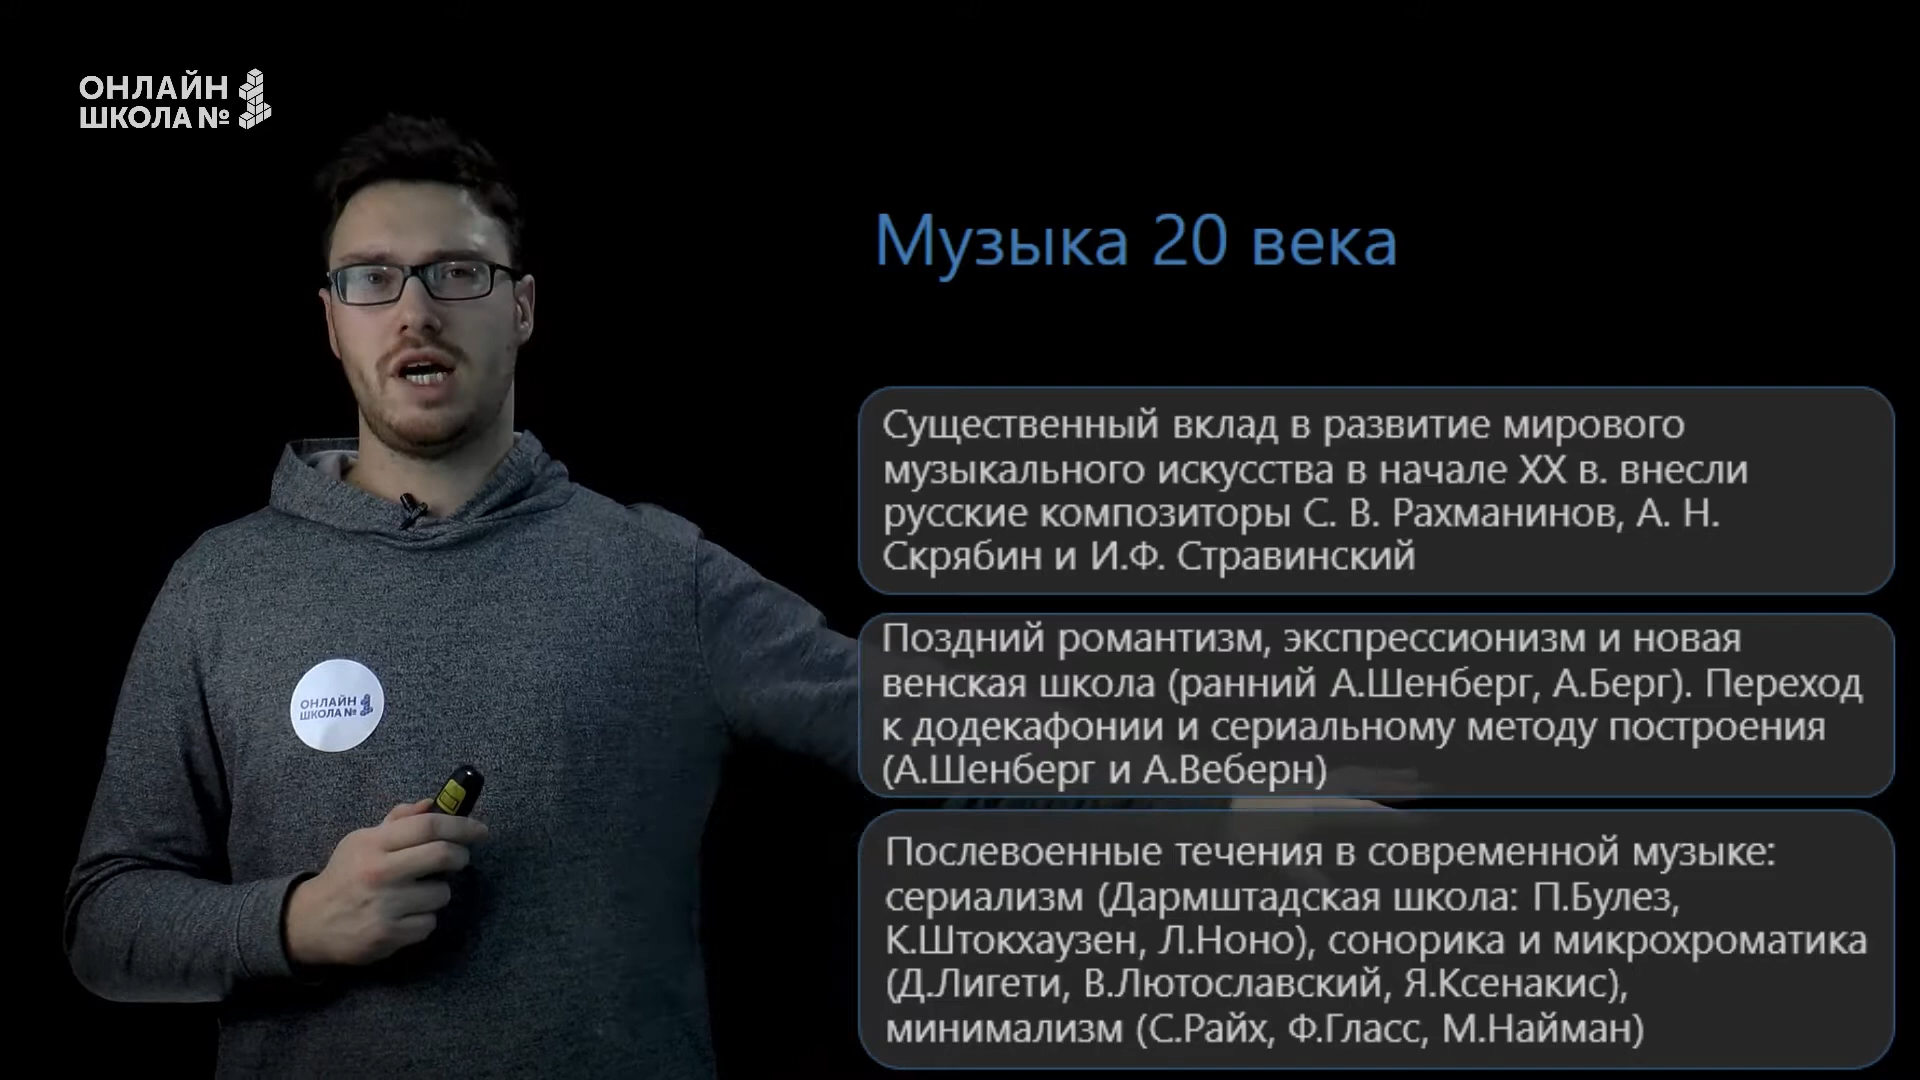 ОНЛАЙН
ШКОЛА №
Музыка 20 века
Существенный вклад в развитие мирового
музыкального искусства в начале XX в. внесли
русские композиторы С. В. Рахманинов, А. Н.
Скрябин и И.Ф. Стравинский
Поздний романтизм, экспрессионизм и новая
венская школа (ранний А.Шенберг, А.Берг). Переход
к додекафонии и сериальному методу построения
(А.Шенберг и А.Веберн)
Послевоенные течения в современной музыке:
сериализм (Дармштадская школа: П.Булез,
К.Штокхаузен, Л.Ноно), сонорика и микрохроматика
(Д.Лигети, В.Лютославский, Я.Ксенакис),
минимализм (С.Райх, Ф.Гласс, М.Найман)
ОНЛАЙН
ШКОЛА №